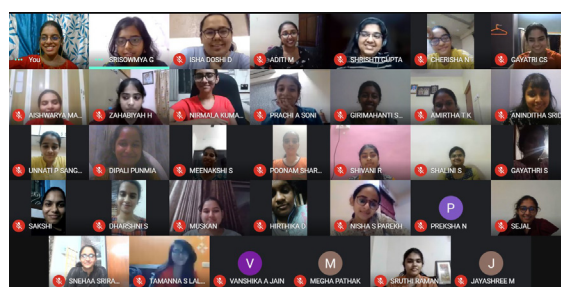 You
SRISOWMYA G
ISHA DOSHI D
ADITI M
SHRISHTI GUPTA
CHERISHA N
GAYATRI CS
AISHWARYA MA...
ZAHABIYAH H
NIRMALA KUMA...
PRACHI A SONI
GIRIMAHANTI S...
AMIRTHA T K
ANINDITHA SRID
UNNATI P SANG...
DIPALI PUNMIA
MEENAKSHI S
POONAM SHAR...
SHIVANI R
SHALINI S
GAYATHRI S
SAKSHI
DHARSHNI S
MUSKAN
HIRTHIKA D
NISHA S PAREKH
P
PREKSHA N
SEJAL
SNEHAA SRIRA...
TAMANNA S LAL...
V
VANSHIKA A JAIN
M
MEGHA PATHAK
SRUTHI RAMAN...
J
JAYASHREE M